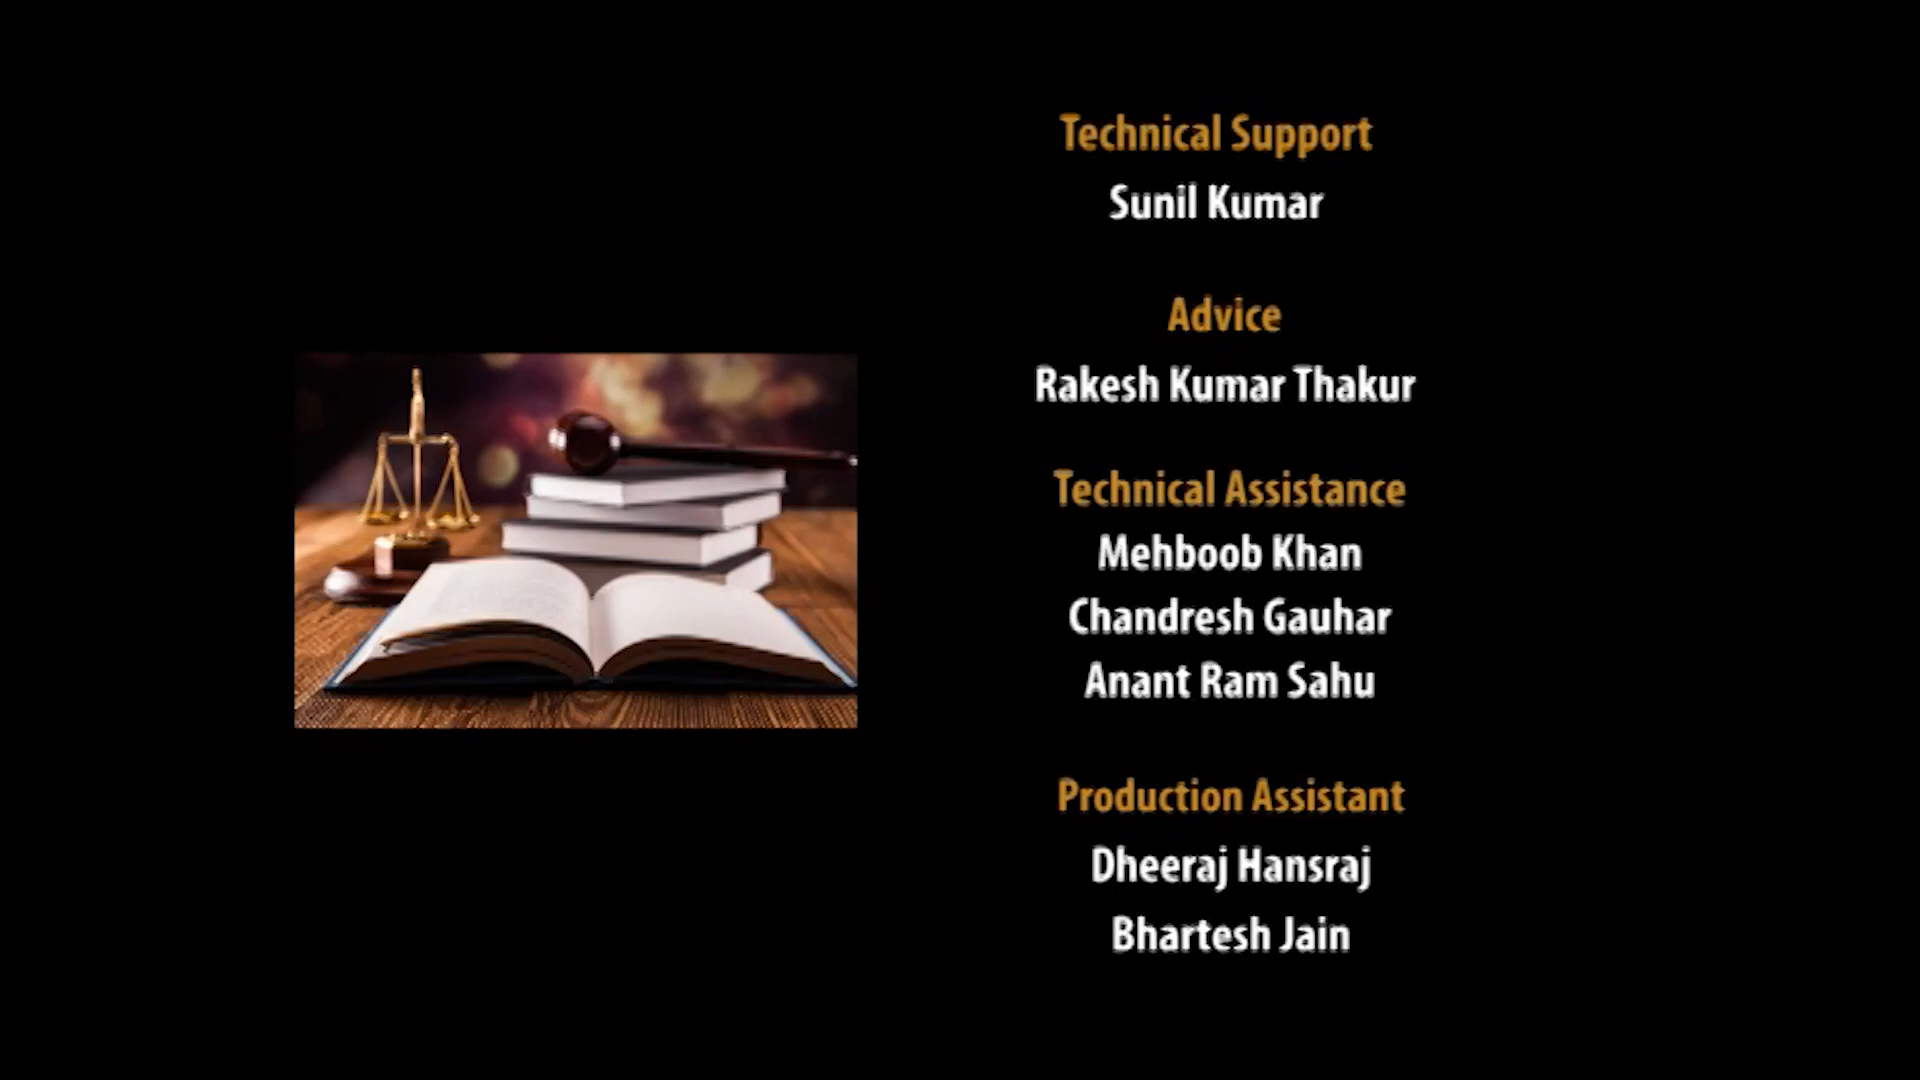 Technical Support
Sunil Kumar
Advice
Rakesh Kumar Thakur
Technical Assistance
Mehboob Khan
Chandresh Gauhar
Anant Ram Sahu
Production Assistant
Dheeraj Hansraj
Bhartesh Jain